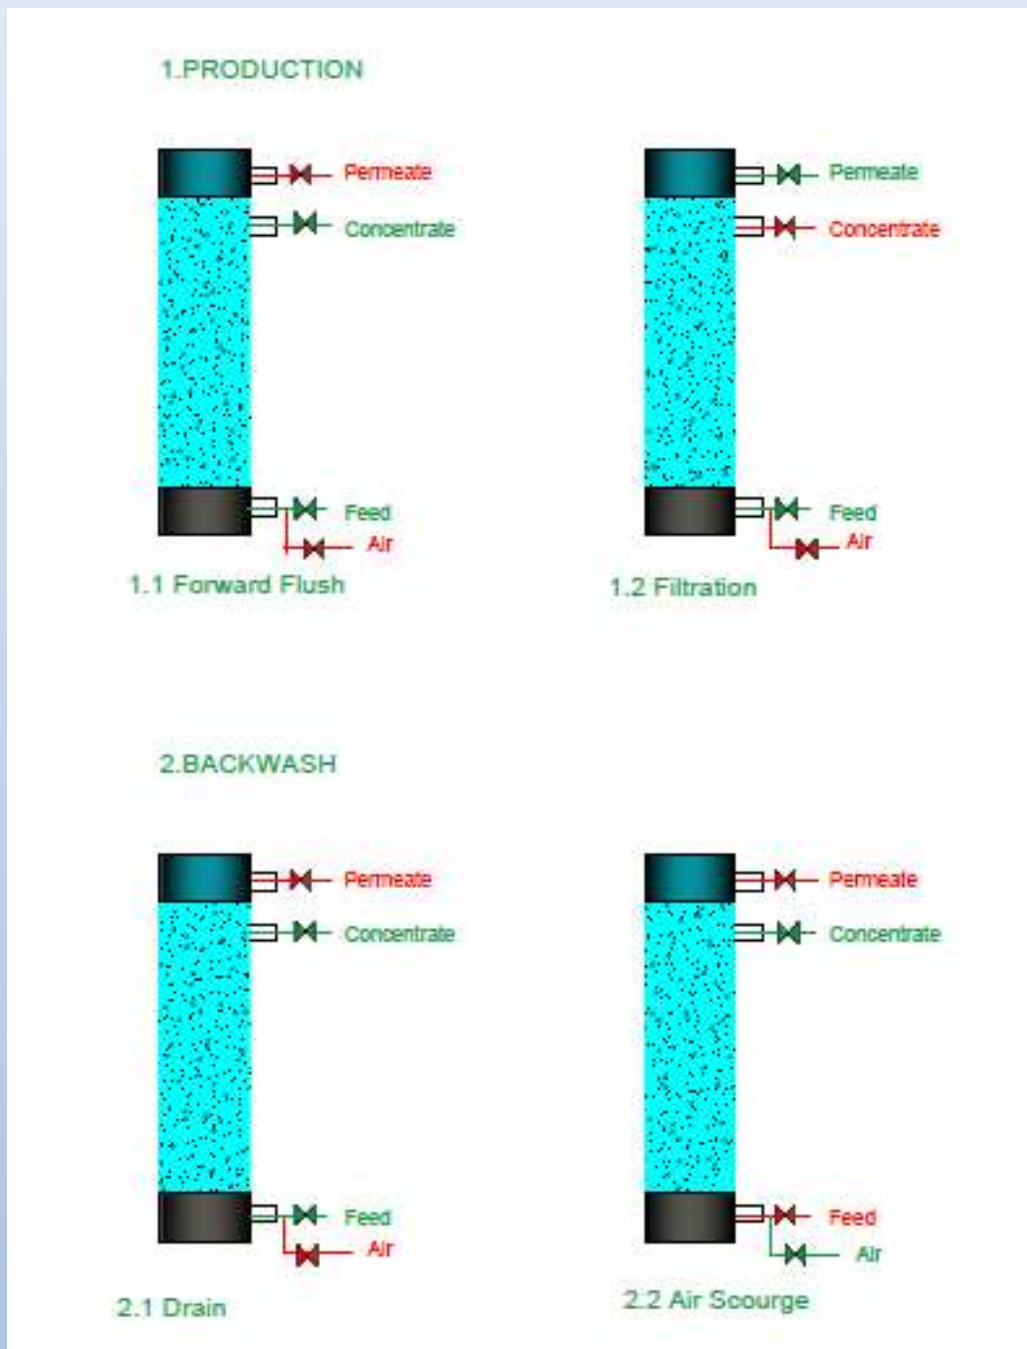 1.PRODUCTION
Permeate
Concentrate
Feed
Air
1.1 Forward Flush
Permeate
Concentrate
Feed
Air
1.2 Filtration
2.BACKWASH
Permeate
Concentrate
Feed
Air
2.1 Drain
Permeate
Concentrate
Feed
Air
2.2 Air Scourge